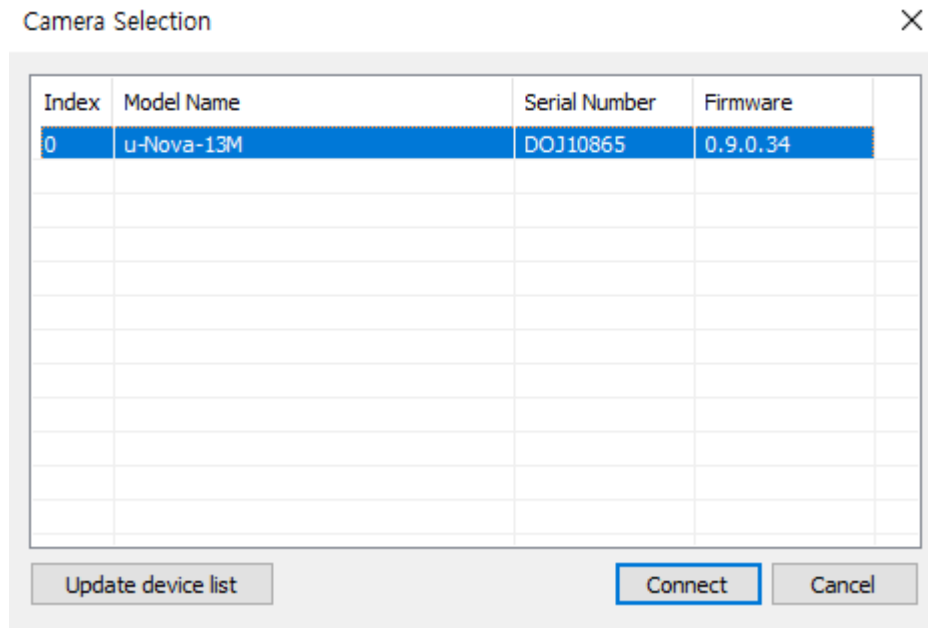 Camera Selection
Index Model Name Serial Number Firmware
0 u-Nova-13M DOJ10865 0.9.0.34
Update device list Connect Cancel